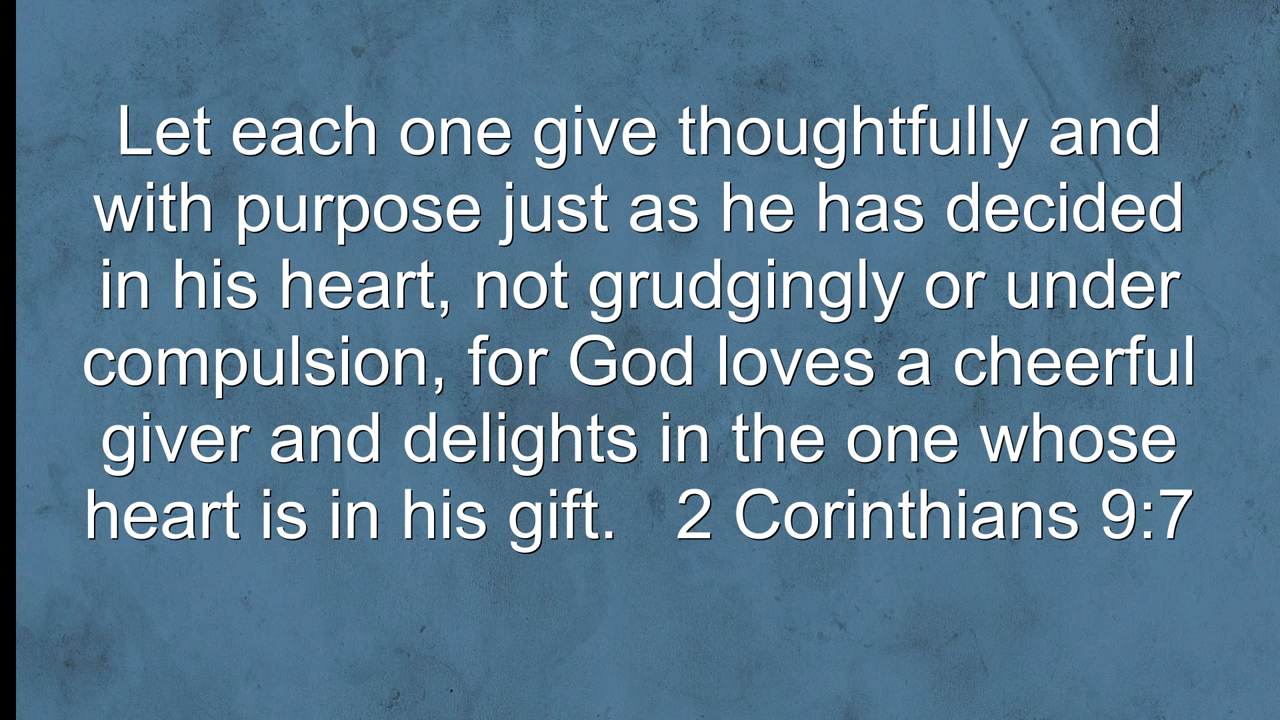 Let each one give thoughtfully and
with purpose just as he has decided
in his heart, not grudgingly or under
compulsion, for God loves a cheerful
giver and delights in the one whose
heart is in his gift.   2 Corinthians 9:7